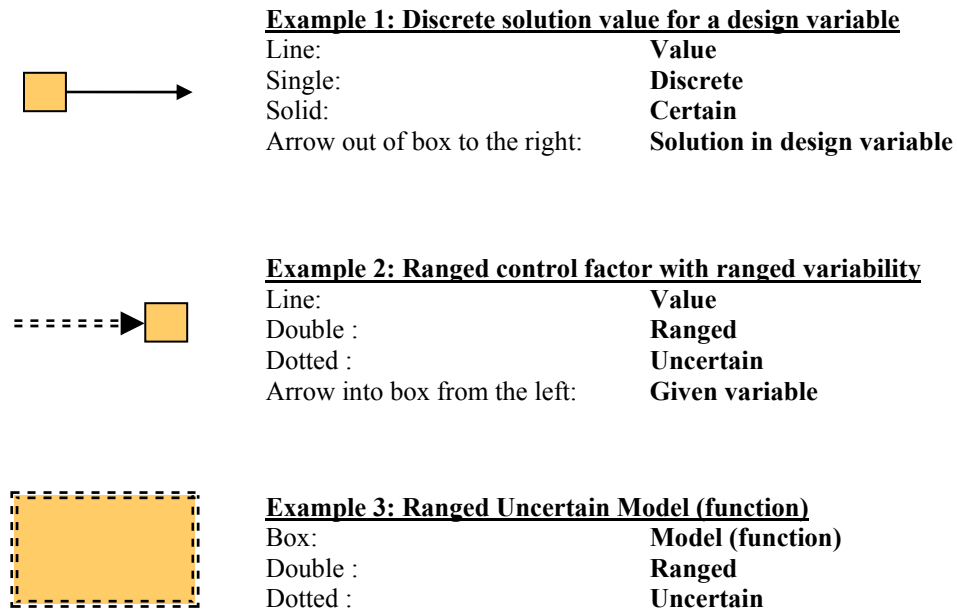 Example 1: Discrete solution value for a design variable
Line: Value
Single: Discrete
Solid: Certain
Arrow out of box to the right: Solution in design variable
Example 2: Ranged control factor with ranged variability
Line: Value
Double : Ranged
Dotted : Uncertain
Arrow into box from the left: Given variable
Example 3: Ranged Uncertain Model (function)
Box: Model (function)
Double : Ranged
Dotted : Uncertain